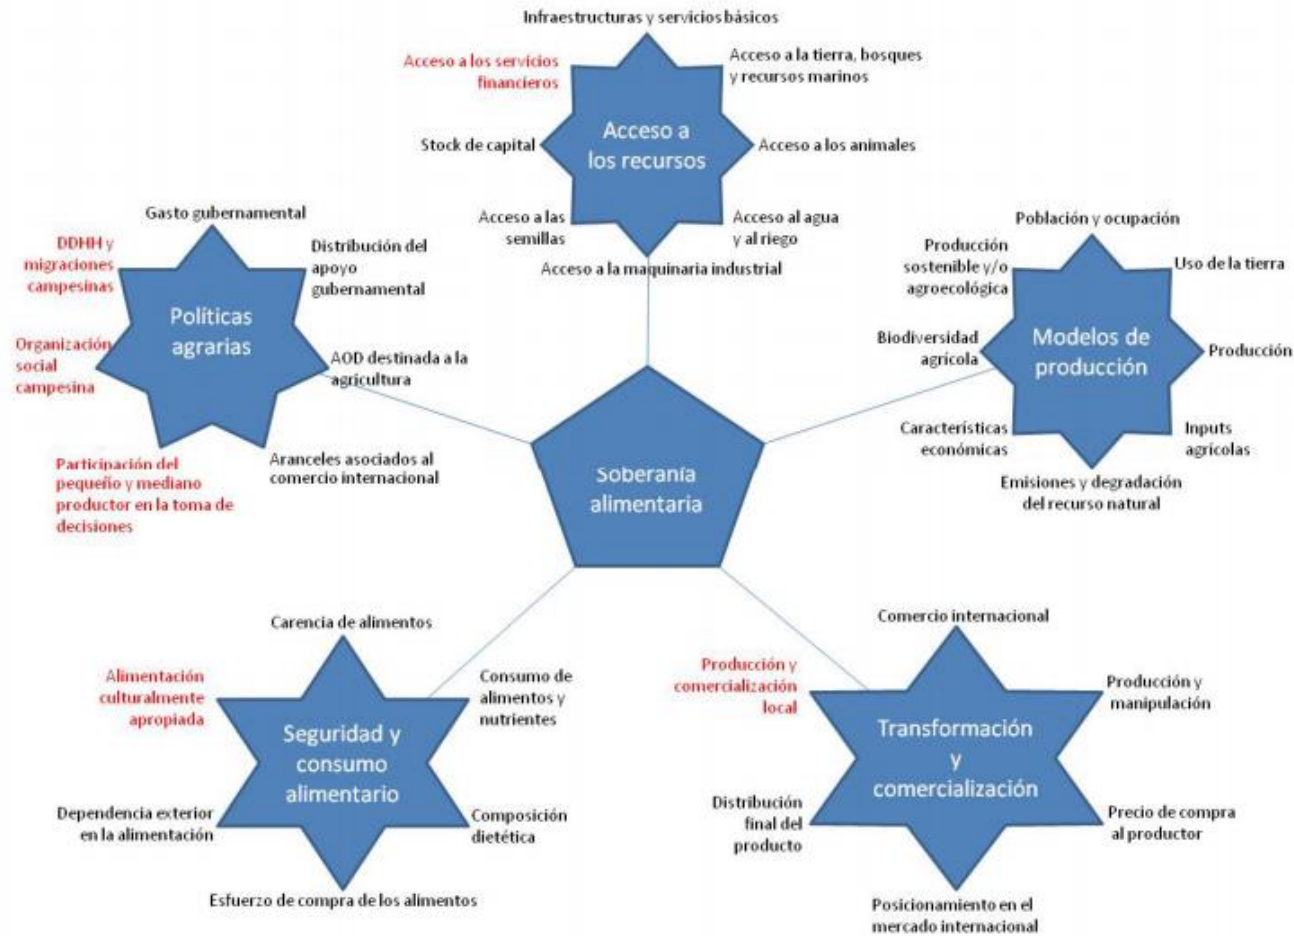 Infraestructuras y servicios básicos
Acceso a los servicios
financieros
Acceso a la tierra, bosques
y recursos marinos
Acceso a
los recursos
Stock de capital
Acceso a los animales
Acceso a las
semillas
Acceso al agua
y al riego
Acceso a la maquinaria industrial
Gasto gubernamental
DDHH y
migraciones
campesinas
Distribución del
apoyo
gubernamental
Políticas
agrarias
Organización
social
campesina
AOD destinada a la
agricultura
Participación del
pequeño y mediano
productor en la toma de
decisiones
Aranceles asociados al
comercio internacional
Población y ocupación
Producción
sostenible y/o
agroecológica
Uso de la tierra
Biodiversidad
agrícola
Modelos de
producción
Producción
Características
económicas
Inputs
agrícolas
Emisiones y degradación
del recurso natural
Soberanía
alimentaria
Carencia de alimentos
Alimentación
culturalmente
apropiada
Consumo de
alimentos y
nutrientes
Seguridad y
consumo
alimentario
Dependencia exterior
en la alimentación
Composición
dietética
Esfuerzo de compra de los alimentos
Comercio internacional
Producción y
comercialización
local
Producción y
manipulación
Transformación
y
comercialización
Distribución
final del
producto
Precio de compra
al productor
Posicionamiento en el
mercado internacional